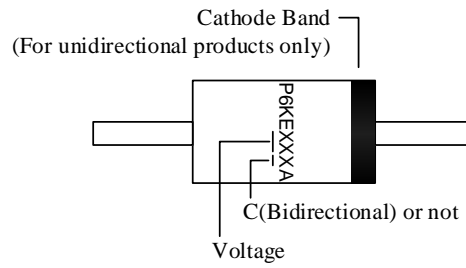 Cathode Band
(For unidirectional products only)
P6KEXXXA
C(Bidirectional) or not
Voltage